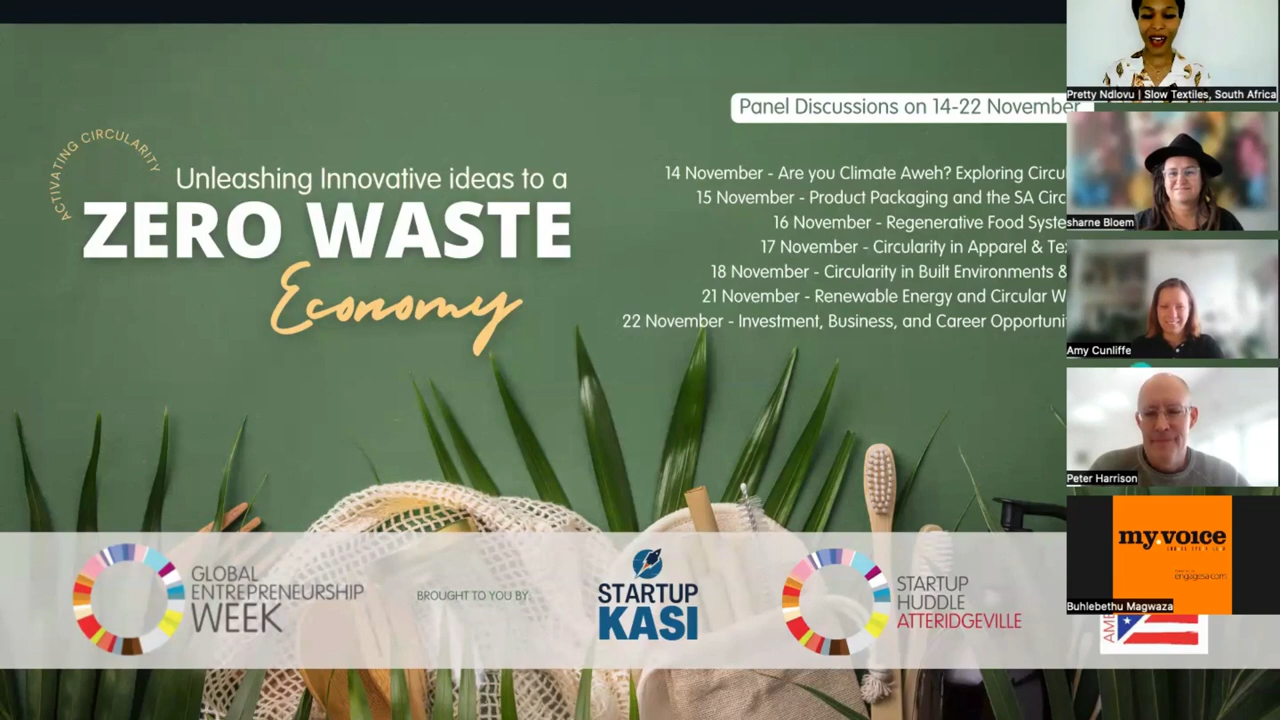 ACTIVATING CIRCULARITY
Unleashing Innovative ideas to a
ZERO WASTE
Economy
Panel Discussions on 14-22 November
14 November - Are you Climate Aweh? Exploring Circul
15 November - Product Packaging and the SA Circ
16 November - Regenerative Food Syste
17 November - Circularity in Apparel & Te
18 November - Circularity in Built Environments &
21 November - Renewable Energy and Circular W
22 November - Investment, Business, and Career Opportuni
Pretty Ndlovu | Slow Textiles, South Africa
sharne Bloem
Amy Cunliffe
Peter Harrison
my.voice
engagesa.com
Buhlebethu Magwaza
GLOBAL
ENTREPRENEURSHIP
WEEK
BROUGHT TO YOU BY
STARTUP
KASI
STARTUP
HUDDLE
ATTERIDGEVILLE
AME